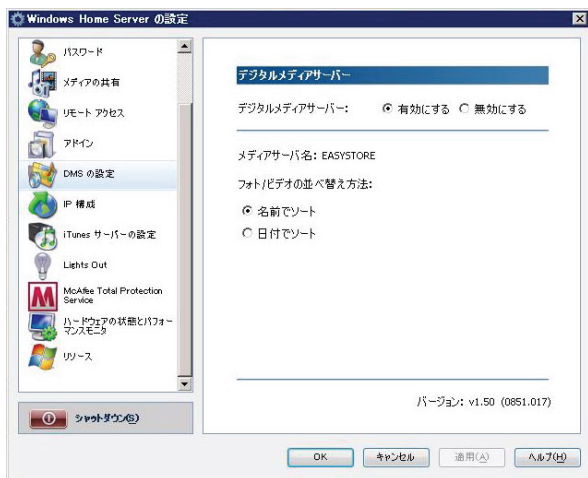 Windows Home Server の設定
パスワード
メディアの共有
リモート アクセス
アドイン
DMS の設定
IP 構成
iTunes サーバーの設定
Lights Out
McAfee Total Protection
Service
ハードウェアの状態とパフォー
マンスモニタ
リソース
シャットダウン(S)
デジタルメディアサーバー
デジタルメディアサーバー: 有効にする 無効にする
メディアサーバ名: EASYSTORE
フォト/ビデオの並べ替え方法:
名前でソート
日付でソート
バージョン: v1.50 (0851.017)
OK キャンセル 適用(A) ヘルプ(H)